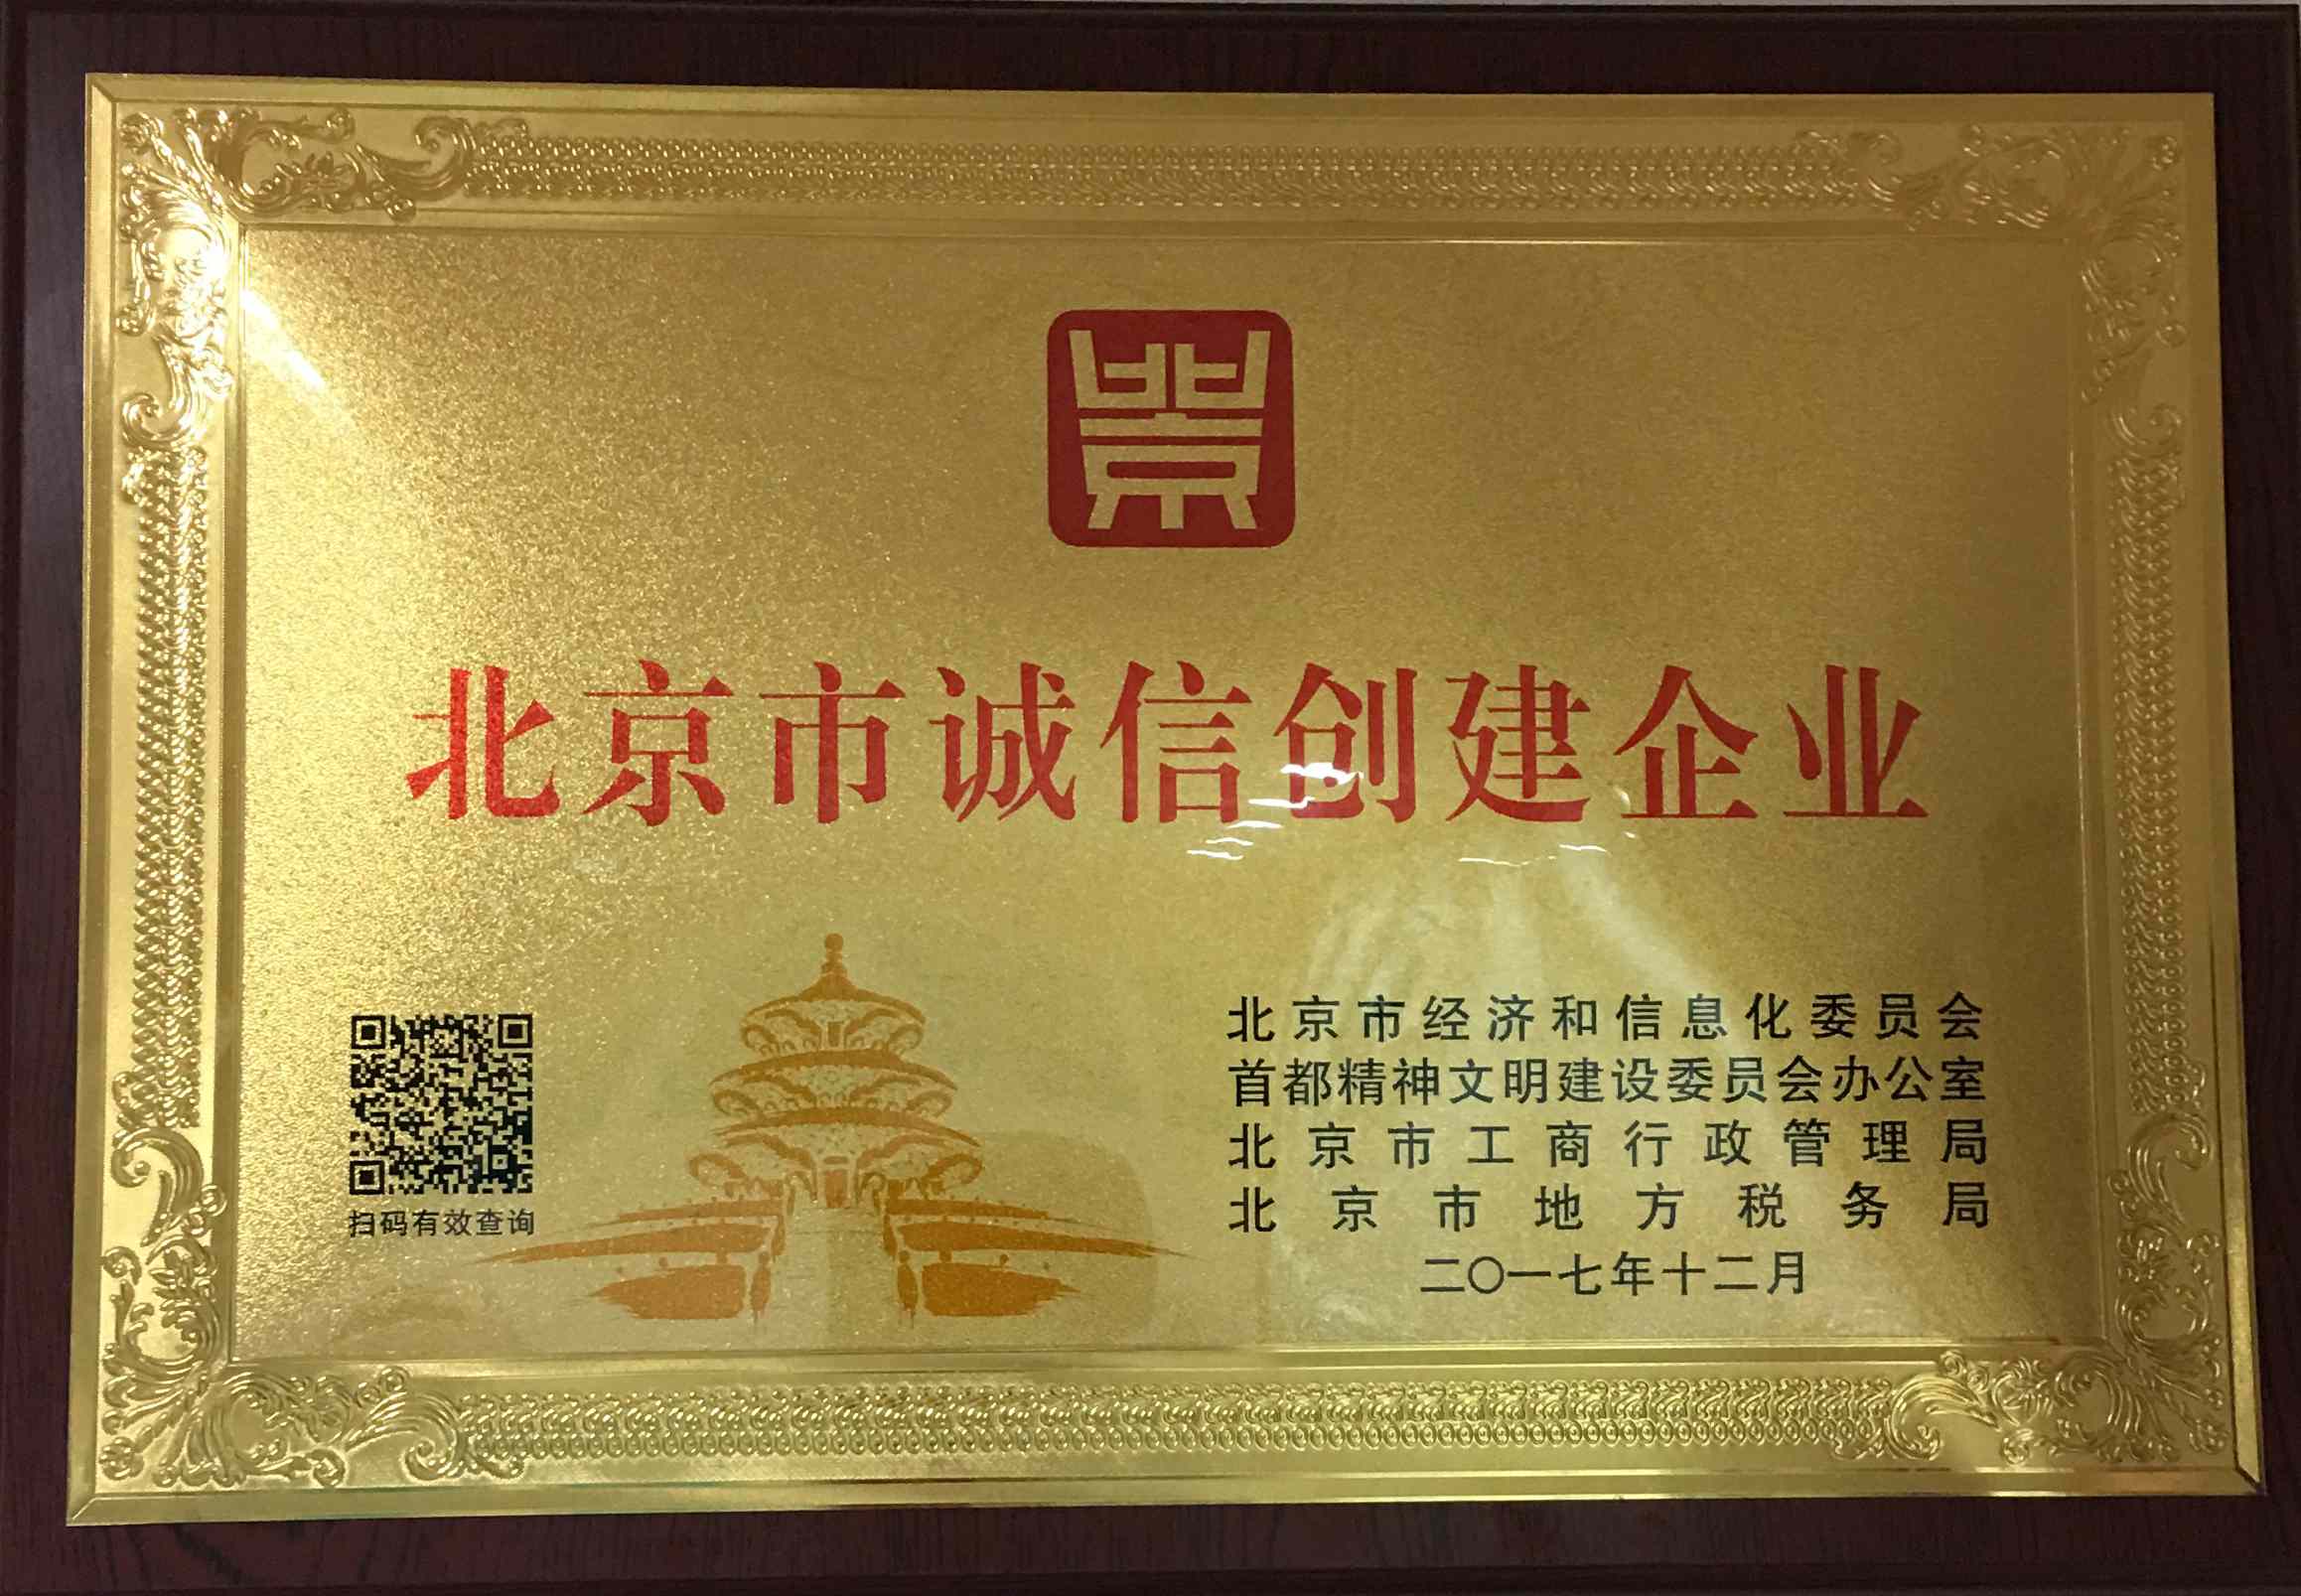 北京
北京市诚信创建企业
北京市经济和信息化委员会
首都精神文明建设委员会办公室
北京市工商行政管理局
北京市地方税务局
二〇一七年十二月
扫码有效查询